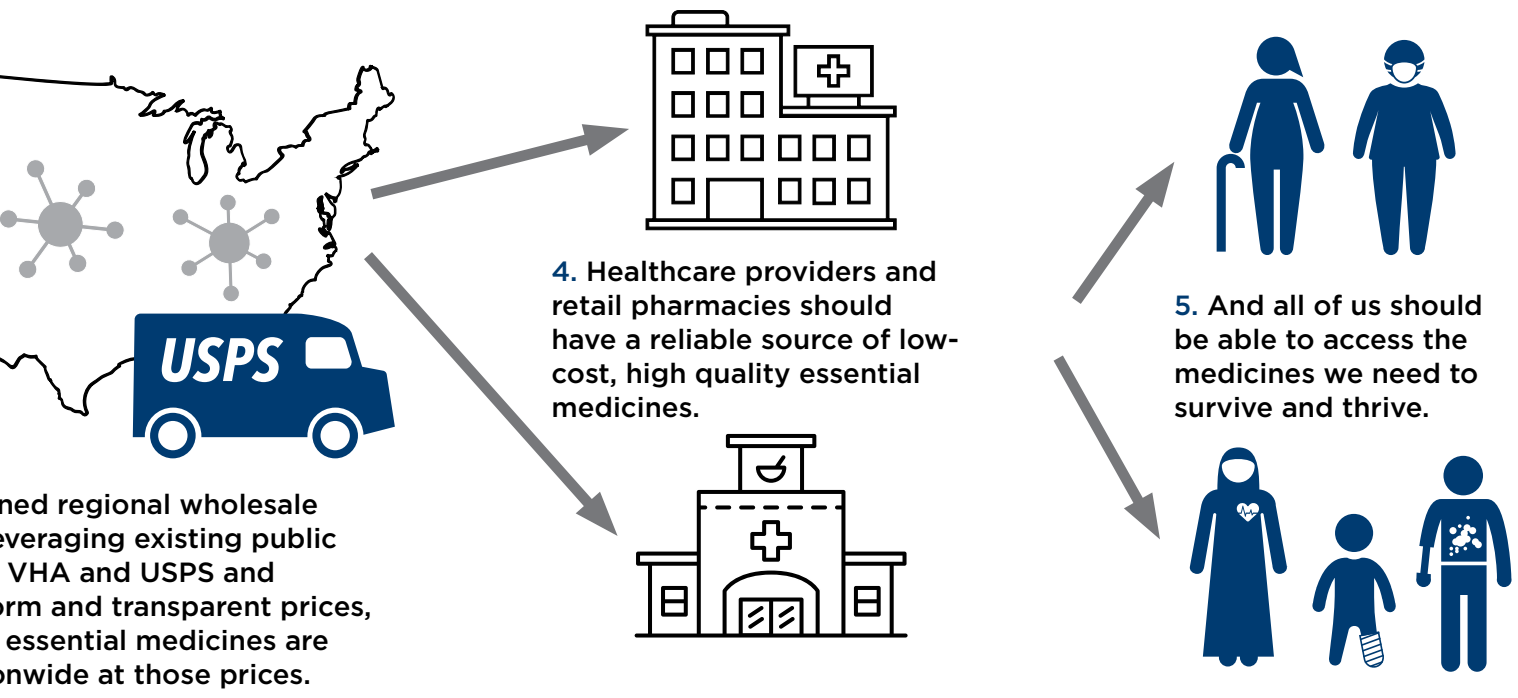 USPS
ned regional wholesale
everaging existing public
VHA and USPS and
orm and transparent prices,
essential medicines are
onwide at those prices.
4. Healthcare providers and
retail pharmacies should
have a reliable source of low-
cost, high quality essential
medicines.
5. And all of us should
be able to access the
medicines we need to
survive and thrive.